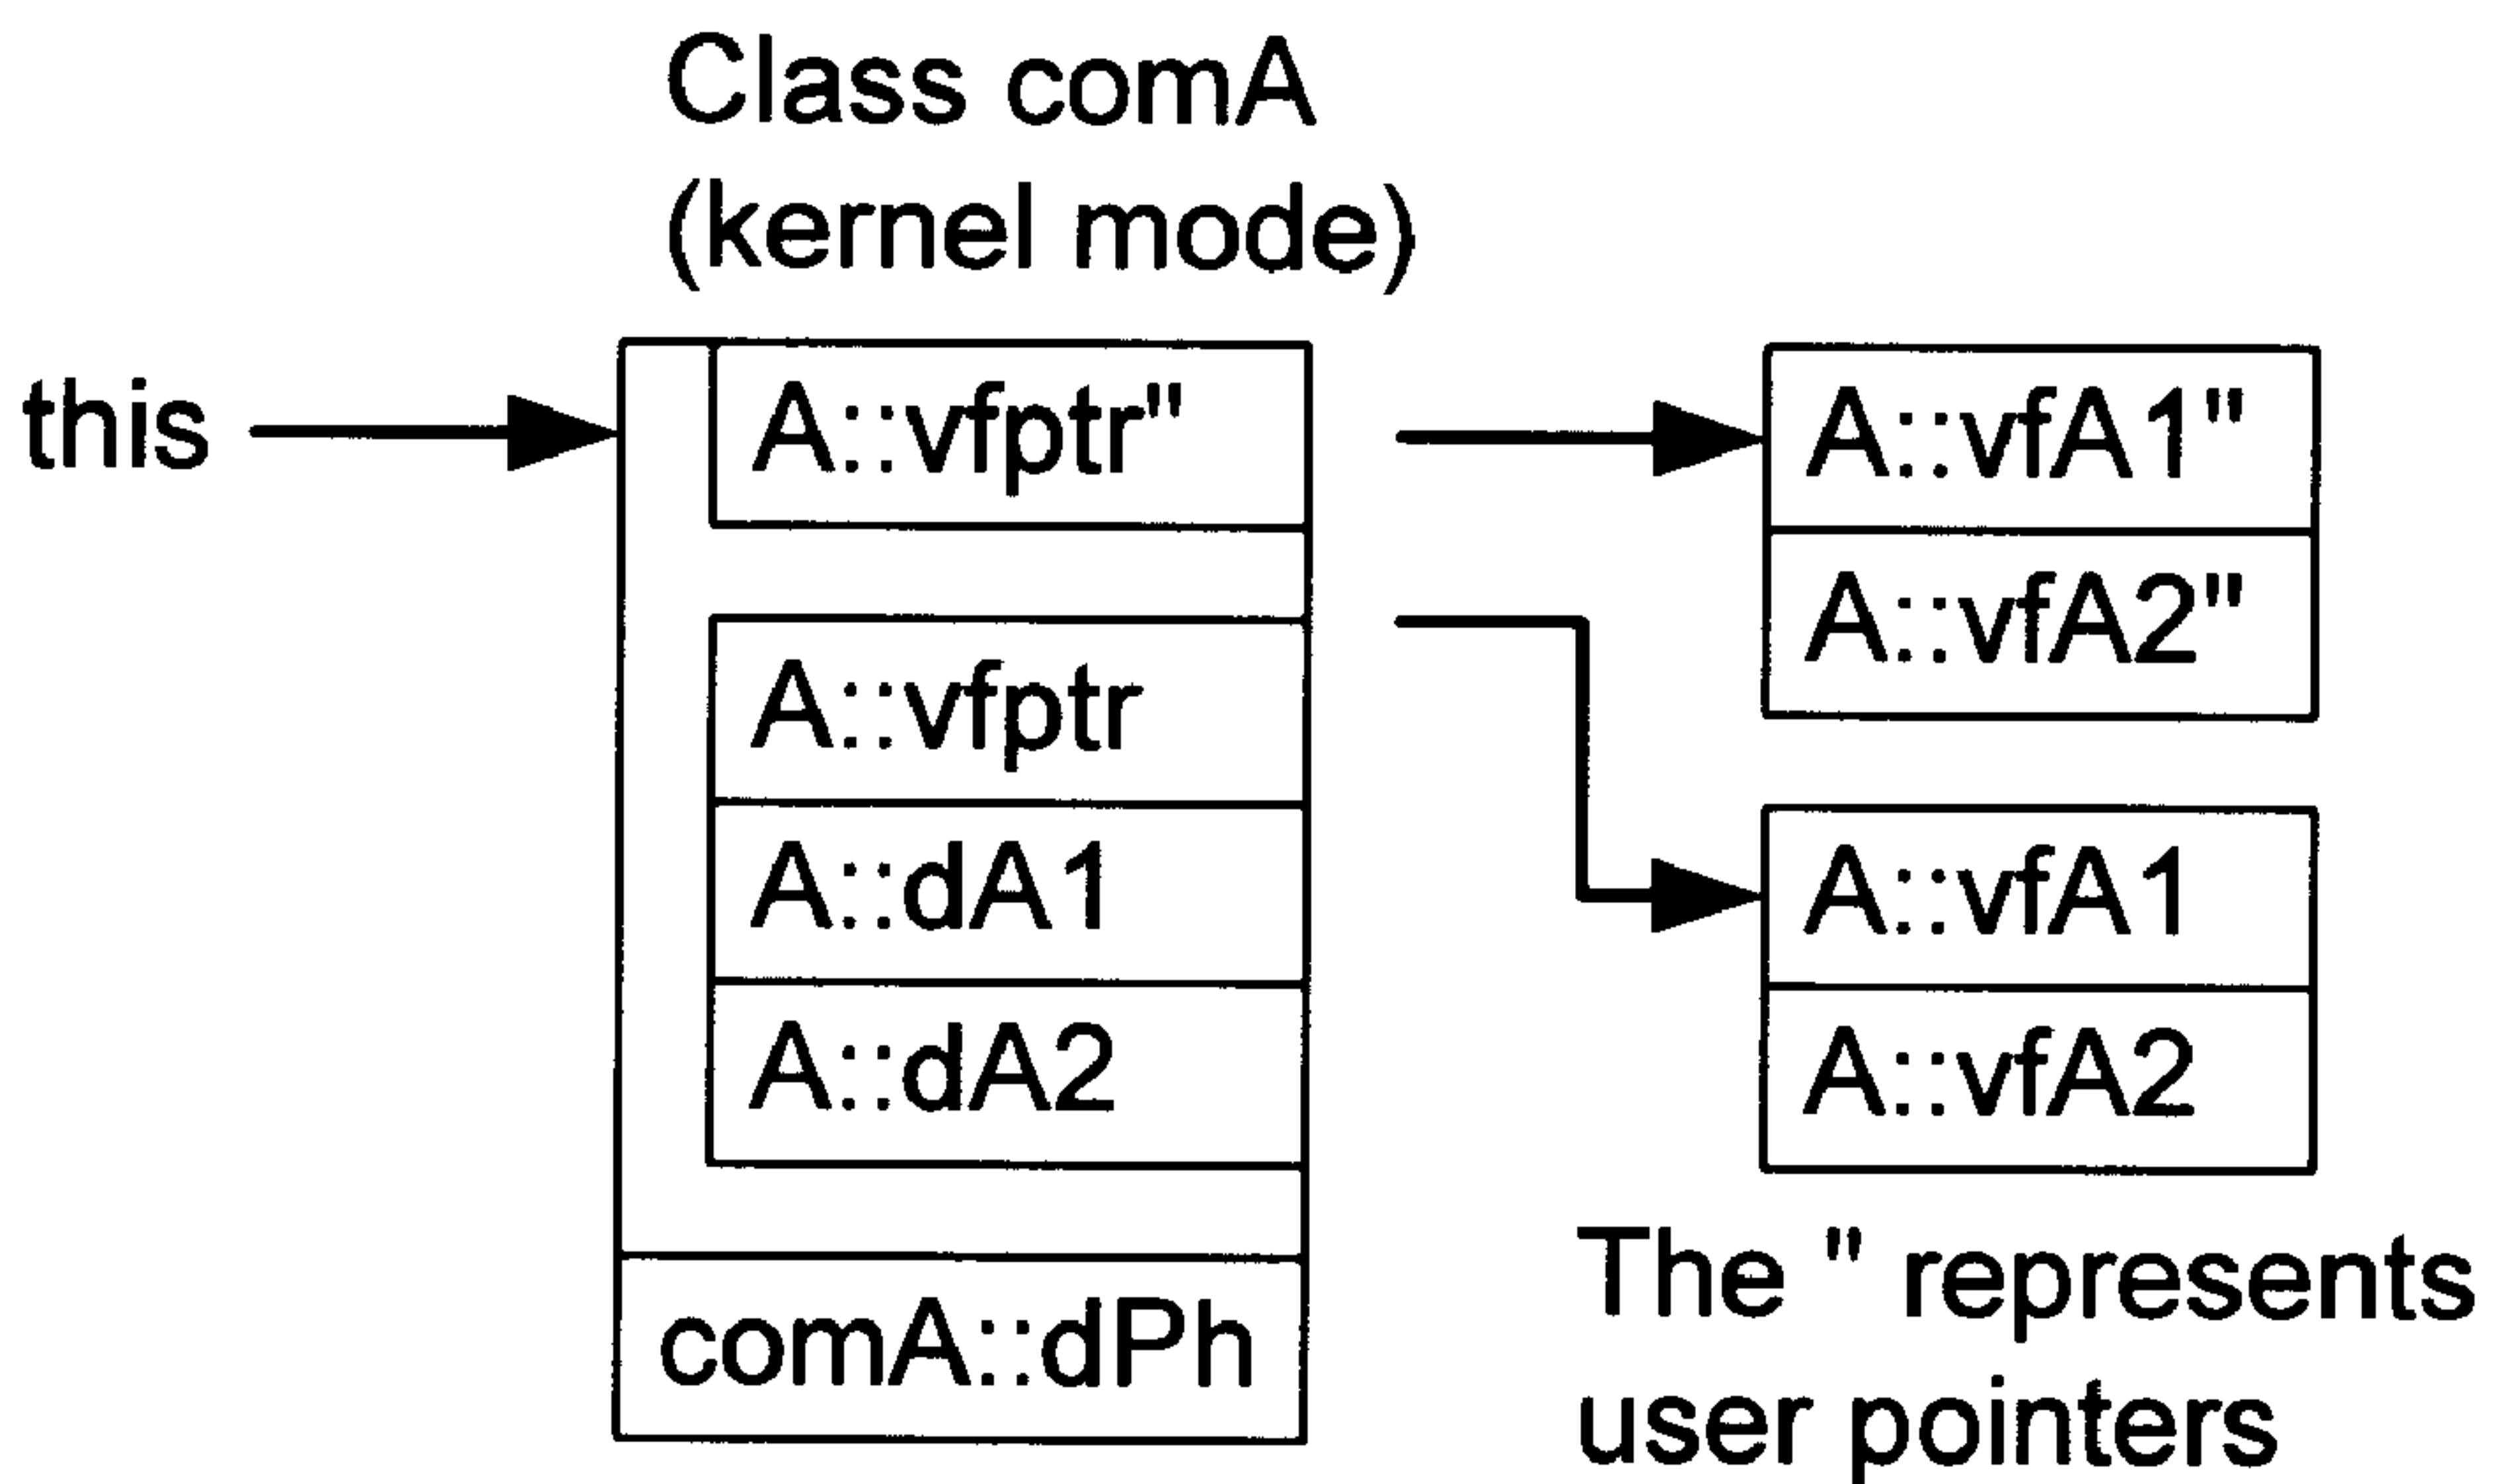 Class comA
(kernel mode)
this
A::vfptr"
A::vfptr
A::dA1
A::dA2
comA::dPh
A::vfA1"
A::vfA2"
A::vfA1
A::vfA2
The " represents
user pointers